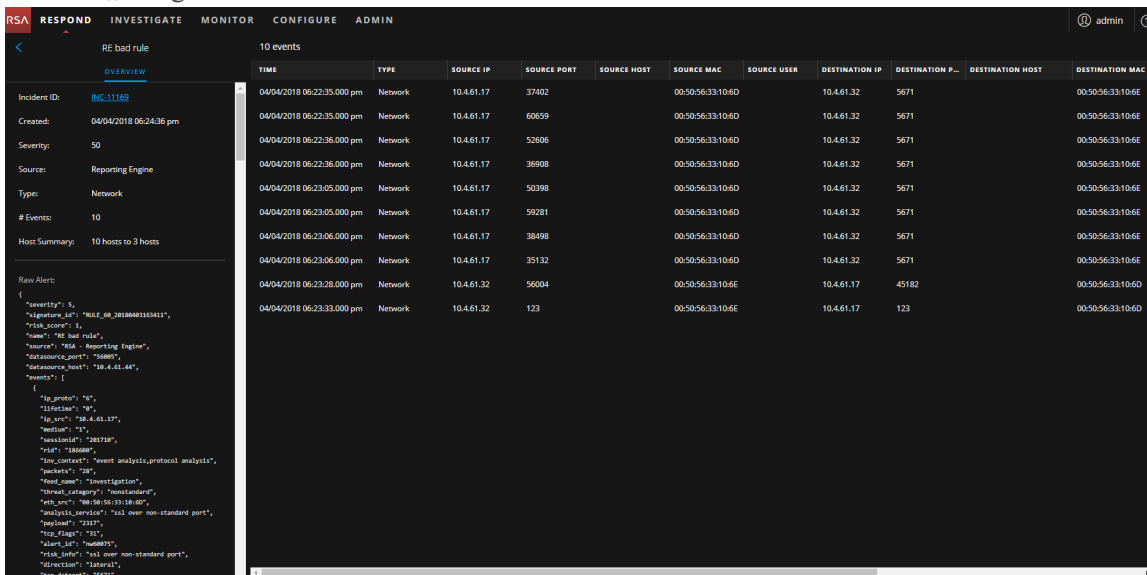 RSA RESPOND INVESTIGATE MONITOR CONFIGURE ADMIN admin
RE bad rule
OVERVIEW
Incident ID: INC-11169
Created: 04/04/2018 06:24:36 pm
Severity: 50
Source: Reporting Engine
Type: Network
# Events: 10
Host Summary: 10 hosts to 3 hosts
Raw Alert:
{
"severity": 5,
"signature_id": "RULE_60_20180403163411",
"risk_score": 1,
"name": "RE bad rule",
"source": "RSA - Reporting Engine",
"datasource_port": "56005",
"datasource_host": "10.4.61.44",
"events": [
{
"ip_proto": "6",
"lifetime": "0",
"ip_src": "10.4.61.17",
"medium": "1",
"sessionid": "201710",
"rid": "186600",
"inv_context": "event analysis,protocol analysis",
"packets": "28",
"feed_name": "investigation",
"threat_category": "nonstandard",
"eth_src": "00:50:56:33:10:6D",
"analysis_service": "ssl over non-standard port",
"payload": "2317",
"tcp_flags": "31",
"alert_id": "nw60075",
"risk_info": "ssl over non-standard port",
"direction": "lateral",
10 events
TIME TYPE SOURCE IP SOURCE PORT SOURCE HOST SOURCE MAC SOURCE USER DESTINATION IP DESTINATION P... DESTINATION HOST DESTINATION MAC
04/04/2018 06:22:35.000 pm Network 10.4.61.17 37402 00:50:56:33:10:6D 10.4.61.32 5671 00:50:56:33:10:6E
04/04/2018 06:22:35.000 pm Network 10.4.61.17 60659 00:50:56:33:10:6D 10.4.61.32 5671 00:50:56:33:10:6E
04/04/2018 06:22:36.000 pm Network 10.4.61.17 52606 00:50:56:33:10:6D 10.4.61.32 5671 00:50:56:33:10:6E
04/04/2018 06:22:36.000 pm Network 10.4.61.17 36908 00:50:56:33:10:6D 10.4.61.32 5671 00:50:56:33:10:6E
04/04/2018 06:23:05.000 pm Network 10.4.61.17 50398 00:50:56:33:10:6D 10.4.61.32 5671 00:50:56:33:10:6E
04/04/2018 06:23:05.000 pm Network 10.4.61.17 59281 00:50:56:33:10:6D 10.4.61.32 5671 00:50:56:33:10:6E
04/04/2018 06:23:06.000 pm Network 10.4.61.17 38498 00:50:56:33:10:6D 10.4.61.32 5671 00:50:56:33:10:6E
04/04/2018 06:23:06.000 pm Network 10.4.61.17 35132 00:50:56:33:10:6D 10.4.61.32 5671 00:50:56:33:10:6E
04/04/2018 06:23:28.000 pm Network 10.4.61.32 56004 00:50:56:33:10:6E 10.4.61.17 45182 00:50:56:33:10:6D
04/04/2018 06:23:33.000 pm Network 10.4.61.32 123 00:50:56:33:10:6E 10.4.61.17 123 00:50:56:33:10:6D